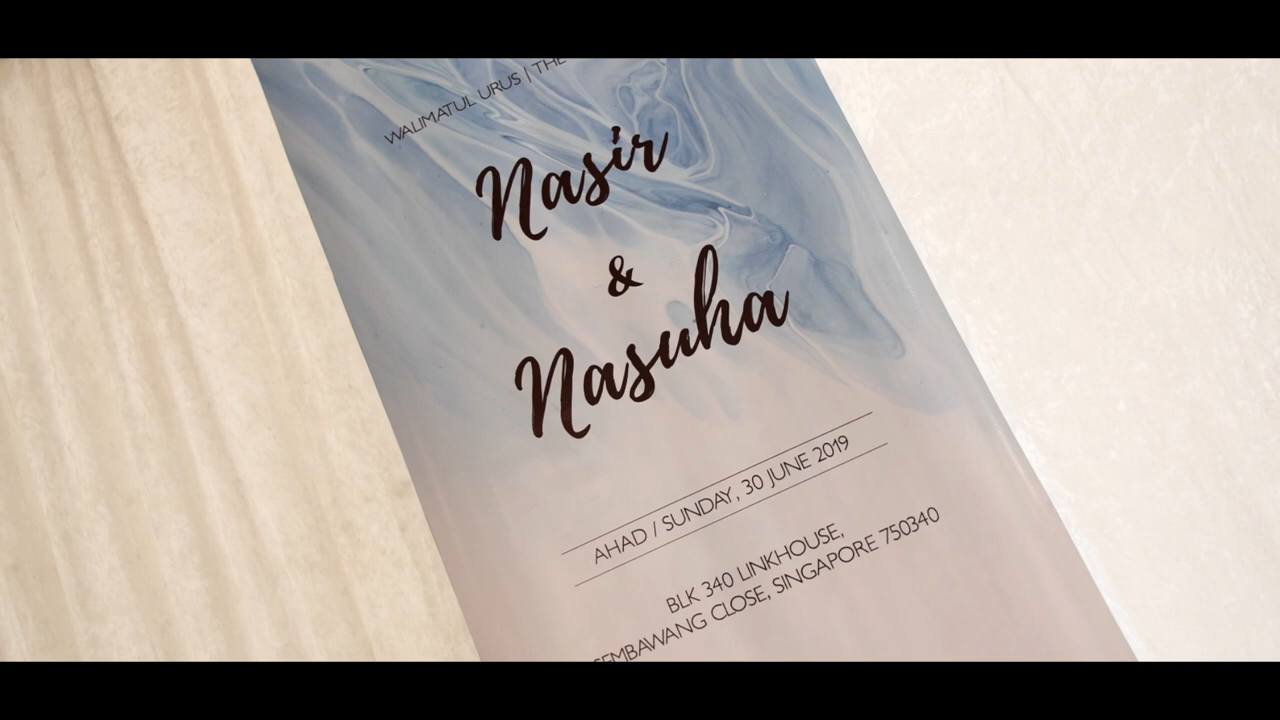 WALIMATUL URUS | THE
Nasir
&
Nasuha
AHAD / SUNDAY, 30 JUNE 2019
BLK 340 LINKHOUSE,
SEMBAWANG CLOSE, SINGAPORE 750340